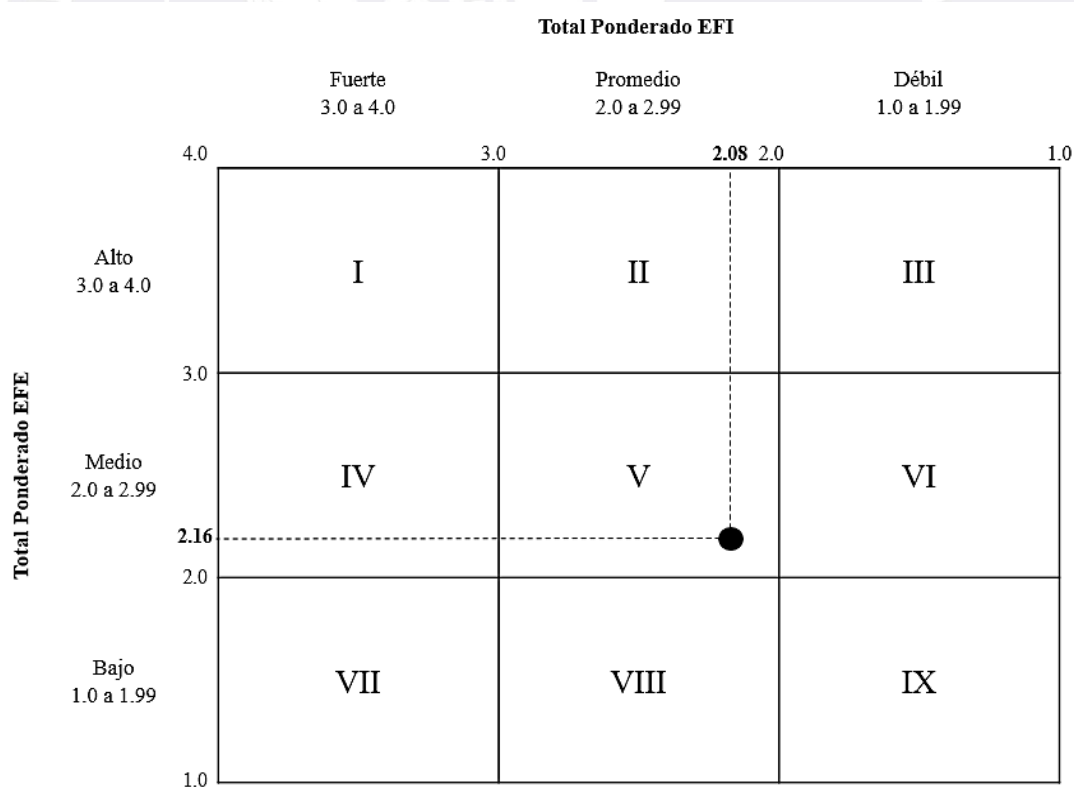 Total Ponderado EFI
Fuerte
3.0 a 4.0
Promedio
2.0 a 2.99
Débil
1.0 a 1.99
4.0
3.0
2.08
2.0
1.0
Alto
3.0 a 4.0
I
II
III
3.0
Total Ponderado EFE
Medio
2.0 a 2.99
IV
V
VI
2.16
2.0
Bajo
1.0 a 1.99
VII
VIII
IX
1.0